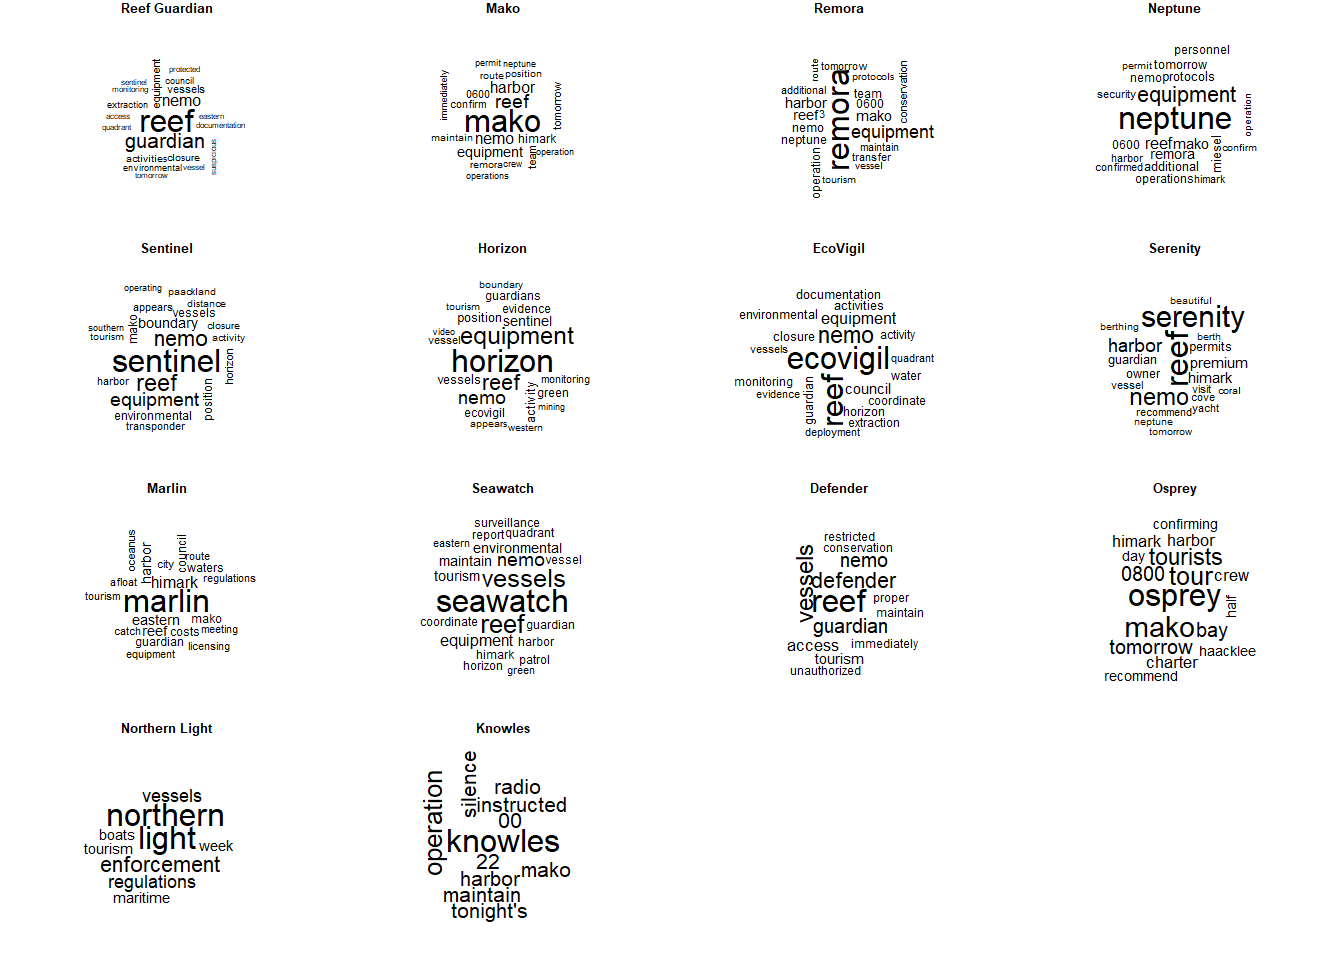 Reef Guardian
protected
equipment
sentinel
council
monitoring
vessels
extraction
nemo
access
reef
eastern
quadrant
documentation
guardian
activities
closure
suspicious
environmental
vessel
tomorrow
Mako
permit
neptune
route
position
immediately
harbor
tomorrow
0600
reef
confirm
mako
maintain
nemo
himark
equipment
team
operation
remora
crew
operations
Remora
route
tomorrow
protocols
conservation
additional
team
harbor
0600
reef3
mako
remora
nemo
equipment
neptune
maintain
operation
transfer
vessel
tourism
Neptune
personnel
permit
tomorrow
nemo
protocols
security
equipment
neptune
operation
0600
reef
mako
miesel
confirm
harbor
remora
confirmed
additional
operations
himark
Sentinel
operating
paackland
appears
distance
vessels
mako
boundary
closure
southern
tourism
nemo
activity
sentinel
horizon
harbor
reef
equipment
position
environmental
transponder
Horizon
boundary
guardians
tourism
evidence
position
sentinel
video
vessel
equipment
horizon
vessels
reef
monitoring
nemo
activity
green
ecovigil
mining
appears
western
EcoVigil
documentation
activities
environmental
equipment
closure
nemo
activity
vessels
ecovigil
quadrant
water
monitoring
reef
council
evidence
guardian
coordinate
horizon
extraction
deployment
Serenity
beautiful
serenity
berthing
reef
berth
harbor
permits
guardian
premium
owner
himark
vessel
visit
coral
nemo
cove
recommend
yacht
neptune
tomorrow
Marlin
oceanus
harbor
council
city
route
waters
afloat
himark
regulations
tourism
marlin
eastern
mako
catch
reef
costs
meeting
guardian
licensing
equipment
Seawatch
surveillance
report
quadrant
eastern
environmental
maintain
nemo
vessel
tourism
vessels
seawatch
coordinate
reef
guardian
equipment
harbor
himark
patrol
horizon
green
Defender
restricted
conservation
vessels
nemo
defender
reef
proper
maintain
guardian
access
immediately
tourism
unauthorized
Osprey
confirming
himark
harbor
day
tourists
0800
tour
crew
osprey
half
mako
bay
tomorrow
haacklee
charter
recommend
Northern Light
vessels
northern
boats
light
week
tourism
enforcement
regulations
maritime
Knowles
operation
silence
radio
instructed
00
knowles
22
mako
harbor
maintain
tonight's